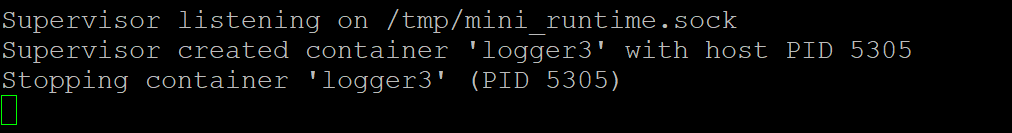 Supervisor listening on /tmp/mini_runtime.sock
Supervisor created container 'logger3' with host PID 5305
Stopping container 'logger3' (PID 5305)